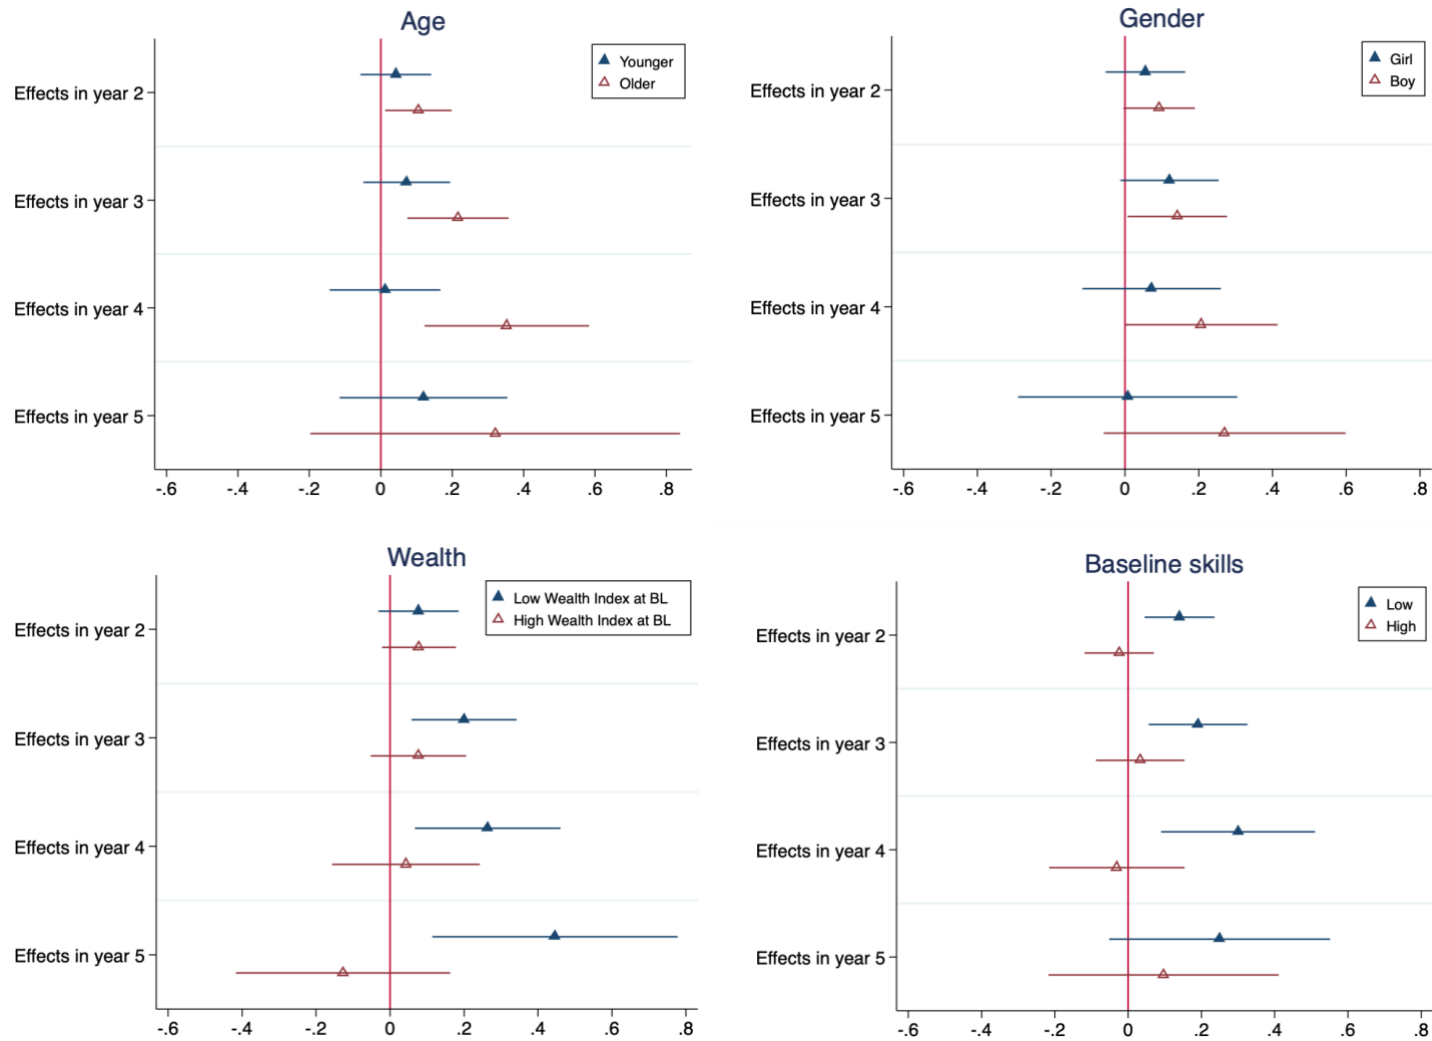 Age
Younger
Older
Effects in year 2
Effects in year 3
Effects in year 4
Effects in year 5
-.6 -.4 -.2 0 .2 .4 .6 .8
Gender
Girl
Boy
Effects in year 2
Effects in year 3
Effects in year 4
Effects in year 5
-.6 -.4 -.2 0 .2 .4 .6 .8
Wealth
Low Wealth Index at BL
High Wealth Index at BL
Effects in year 2
Effects in year 3
Effects in year 4
Effects in year 5
-.6 -.4 -.2 0 .2 .4 .6 .8
Baseline skills
Low
High
Effects in year 2
Effects in year 3
Effects in year 4
Effects in year 5
-.6 -.4 -.2 0 .2 .4 .6 .8